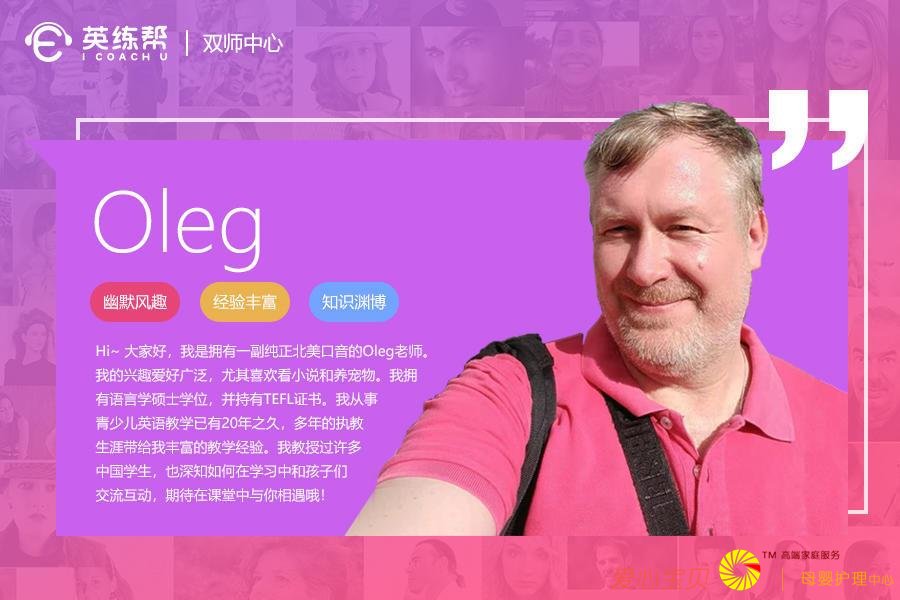 英练帮 | 双师中心
I COACH U
Oleg
幽默风趣 经验丰富 知识渊博
Hi~ 大家好，我是拥有一副纯正北美口音的Oleg老师。
我的兴趣爱好广泛，尤其喜欢看小说和养宠物。我拥
有语言学硕士学位，并持有TEFL证书。我从事
青少儿英语教学已有20年之久，多年的执教
生涯带给我丰富的教学经验。我教授过许多
中国学生，也深知如何在学习中和孩子们
交流互动，期待在课堂中与你相遇哦！
TM 高端家庭服务
爱心宝贝 | 母婴护理中心